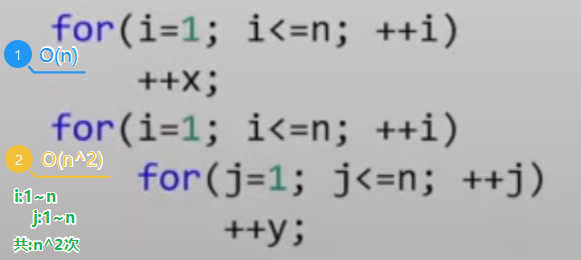 for(i=1; i<=n; ++i)
1 O(n)
++x;
for(i=1; i<=n; ++i)
2 O(n^2)
for(j=1; j<=n; ++j)
i:1~n
j:1~n
++y;
共:n^2次